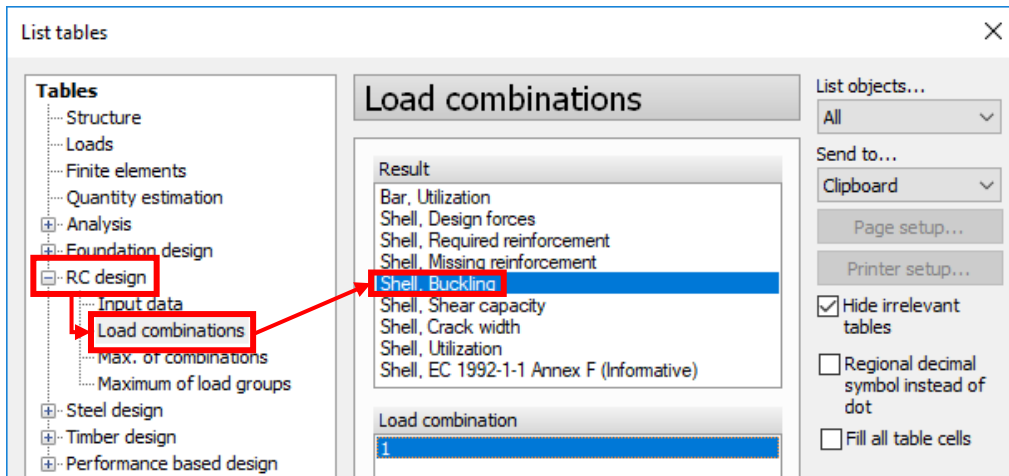 List tables
Tables
Structure
Loads
Finite elements
Quantity estimation
Analysis
Foundation design
RC design
Input data
Load combinations
Max. of combinations
Maximum of load groups
Steel design
Timber design
Performance based design
Load combinations
Result
Bar, Utilization
Shell, Design forces
Shell, Required reinforcement
Shell, Missing reinforcement
Shell, Buckling
Shell, Shear capacity
Shell, Crack width
Shell, Utilization
Shell, EC 1992-1-1 Annex F (Informative)
Load combination
1
List objects...
All
Send to...
Clipboard
Page setup...
Printer setup...
Hide irrelevant
tables
Regional decimal
symbol instead of
dot
Fill all table cells